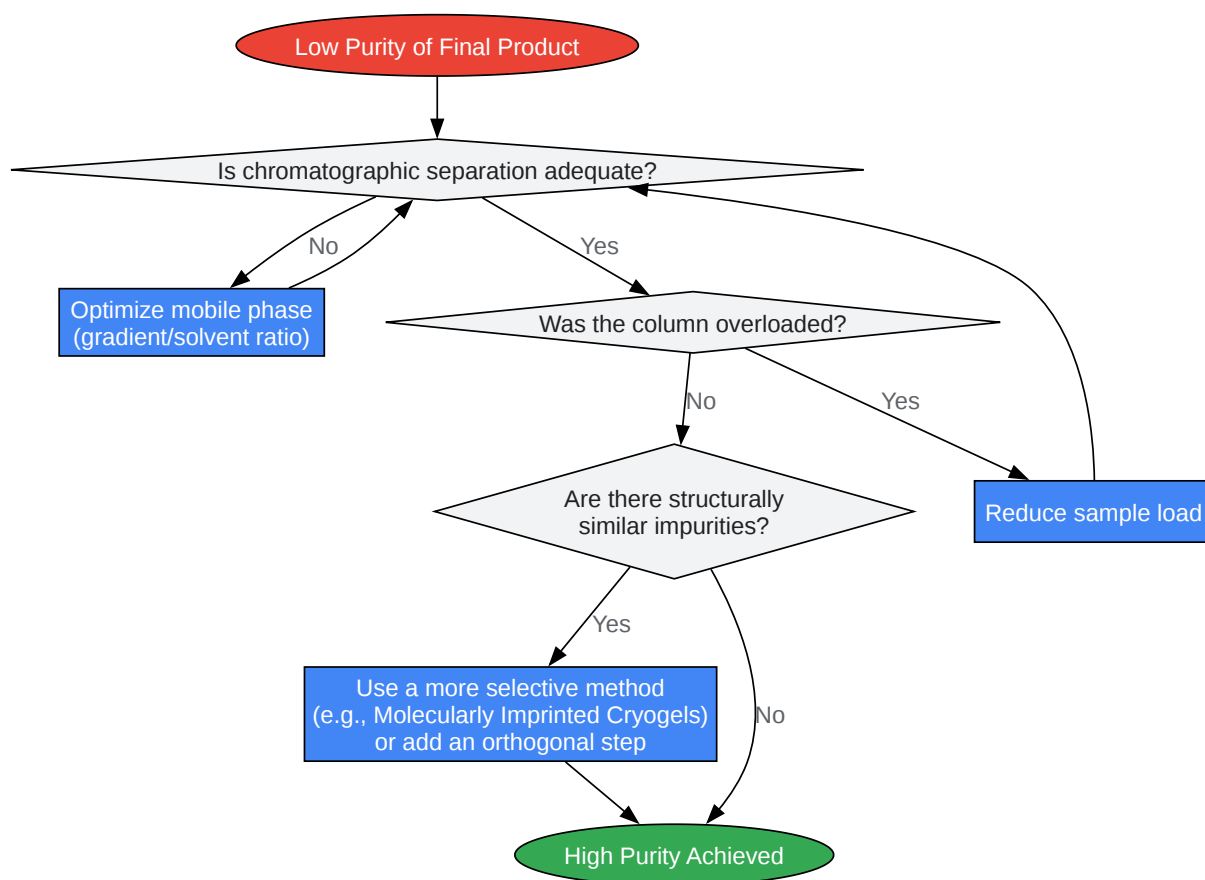 Low Purity of Final Product
Is chromatographic separation adequate?
No
Yes
Optimize mobile phase
(gradient/solvent ratio)
Was the column overloaded?
No
Yes
Are there structurally
similar impurities?
Reduce sample load
Yes
Use a more selective method
(e.g., Molecularly Imprinted Cryogels)
or add an orthogonal step
No
High Purity Achieved